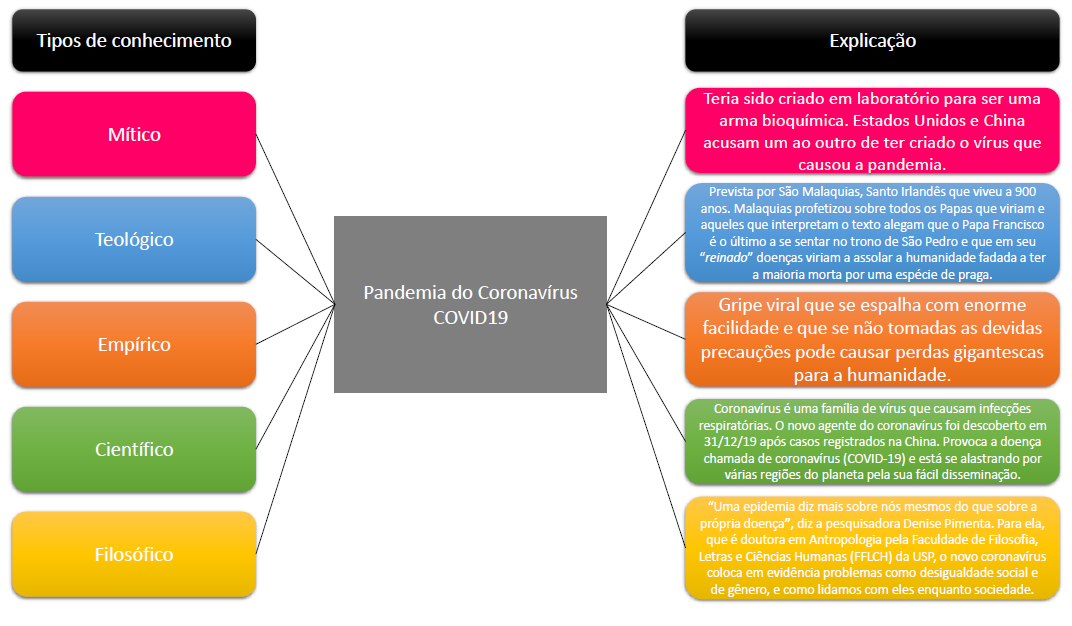 Tipos de conhecimento
Explicação
Mítico
Teria sido criado em laboratório para ser uma
arma bioquímica. Estados Unidos e China
acusam um ao outro de ter criado o vírus que
causou a pandemia.
Teológico
Prevista por São Malaquias, Santo Irlandês que viveu a 900
anos. Malaquias profetizou sobre todos os Papas que viriam e
aqueles que interpretam o texto alegam que o Papa Francisco
é o último a se sentar no trono de São Pedro e que em seu
“reinado” doenças viriam a assolar a humanidade fadada a ter
a maioria morta por uma espécie de praga.
Pandemia do Coronavírus
COVID19
Empírico
Gripe viral que se espalha com enorme
facilidade e que se não tomadas as devidas
precauções pode causar perdas gigantescas
para a humanidade.
Científico
Coronavírus é uma família de vírus que causam infecções
respiratórias. O novo agente do coronavírus foi descoberto em
31/12/19 após casos registrados na China. Provoca a doença
chamada de coronavírus (COVID-19) e está se alastrando por
várias regiões do planeta pela sua fácil disseminação.
Filosófico
“Uma epidemia diz mais sobre nós mesmos do que sobre a
própria doença”, diz a pesquisadora Denise Pimenta. Para ela,
que é doutora em Antropologia pela Faculdade de Filosofia,
Letras e Ciências Humanas (FFLCH) da USP, o novo coronavírus
coloca em evidência problemas como desigualdade social e
de gênero, e como lidamos com eles enquanto sociedade.